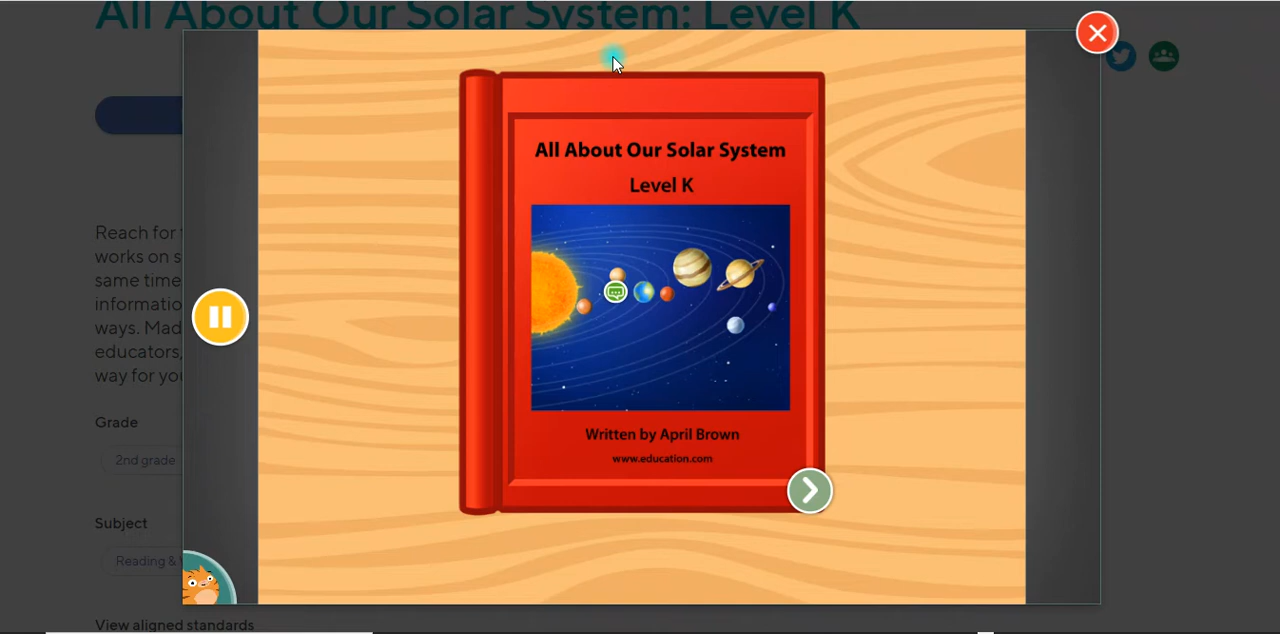 All About Our Solar System: Level K
Reach for
works on s
same time
informatio
ways. Mad
educators,
way for you
Grade
2nd grade
Subject
Reading &
View aligned standards
All About Our Solar System
Level K
Written by April Brown
www.education.com